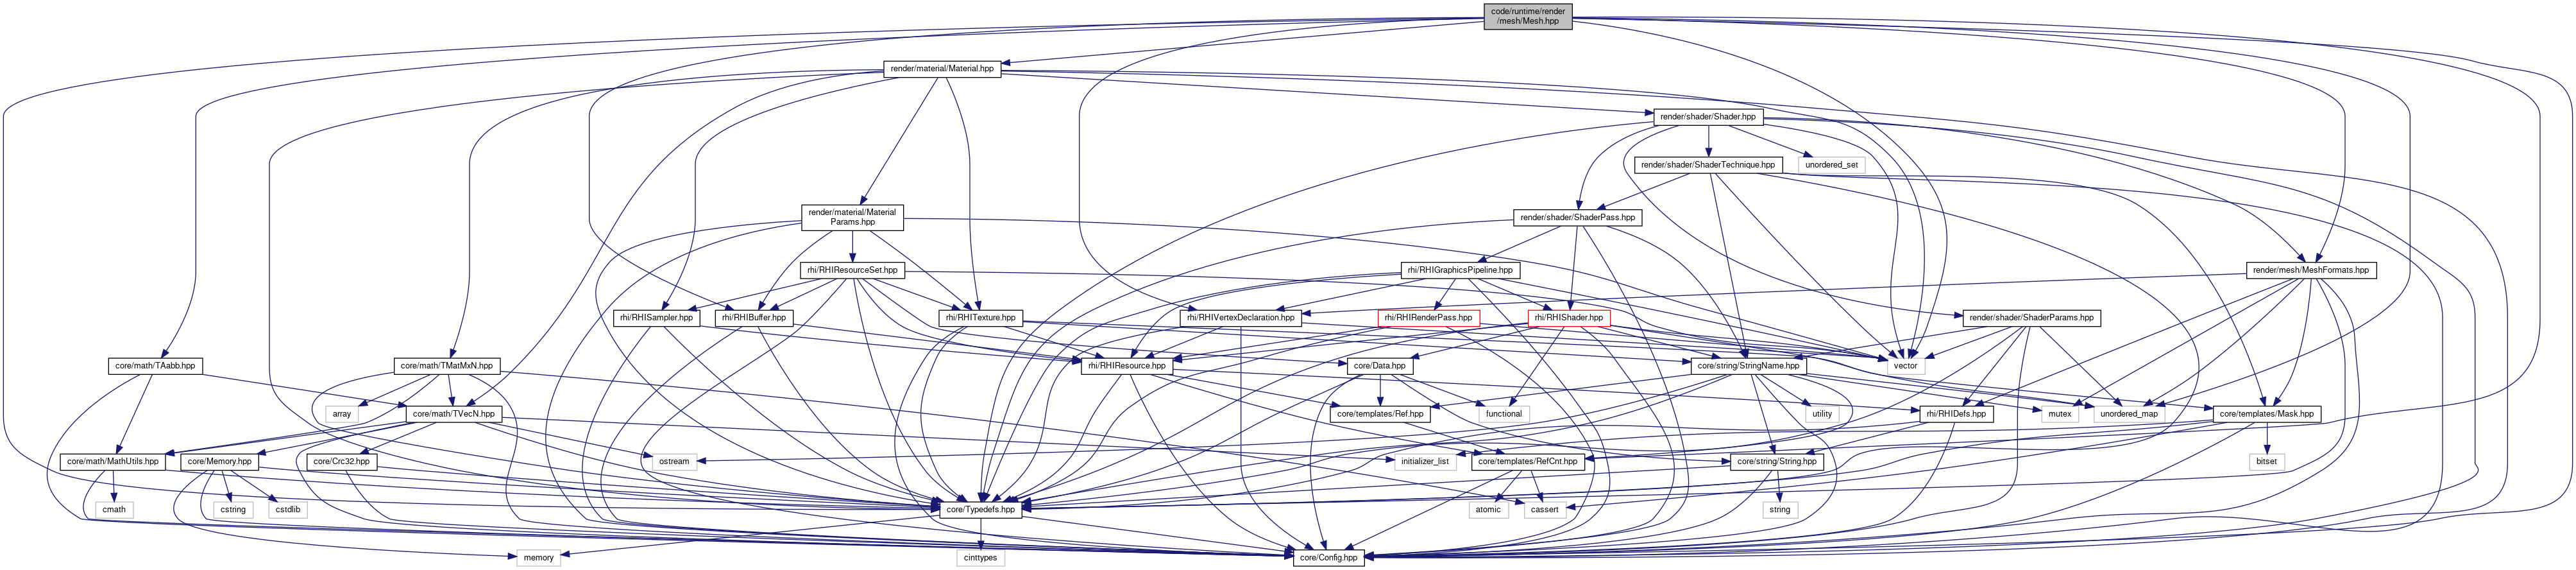 code/runtime/render
/mesh/Mesh.hpp
render/material/Material.hpp
render/shader/Shader.hpp
render/shader/ShaderTechnique.hpp
unordered_set
render/material/Material
Params.hpp
render/shader/ShaderPass.hpp
rhi/RHIResourceSet.hpp
rhi/RHIGraphicsPipeline.hpp
render/mesh/MeshFormats.hpp
rhi/RHISampler.hpp
rhi/RHIBuffer.hpp
rhi/RHITexture.hpp
rhi/RHIVertexDeclaration.hpp
rhi/RHIRenderPass.hpp
rhi/RHIShader.hpp
render/shader/ShaderParams.hpp
core/math/TAabb.hpp
core/math/TMatMxN.hpp
rhi/RHIResource.hpp
core/Data.hpp
core/string/StringName.hpp
vector
array
core/math/TVecN.hpp
core/templates/Ref.hpp
functional
utility
rhi/RHIDefs.hpp
mutex
unordered_map
core/templates/Mask.hpp
core/math/MathUtils.hpp
core/Memory.hpp
core/Crc32.hpp
ostream
initializer_list
core/templates/RefCnt.hpp
core/string/String.hpp
bitset
cmath
cstring
cstdlib
core/Typedefs.hpp
atomic
cassert
string
memory
cinttypes
core/Config.hpp